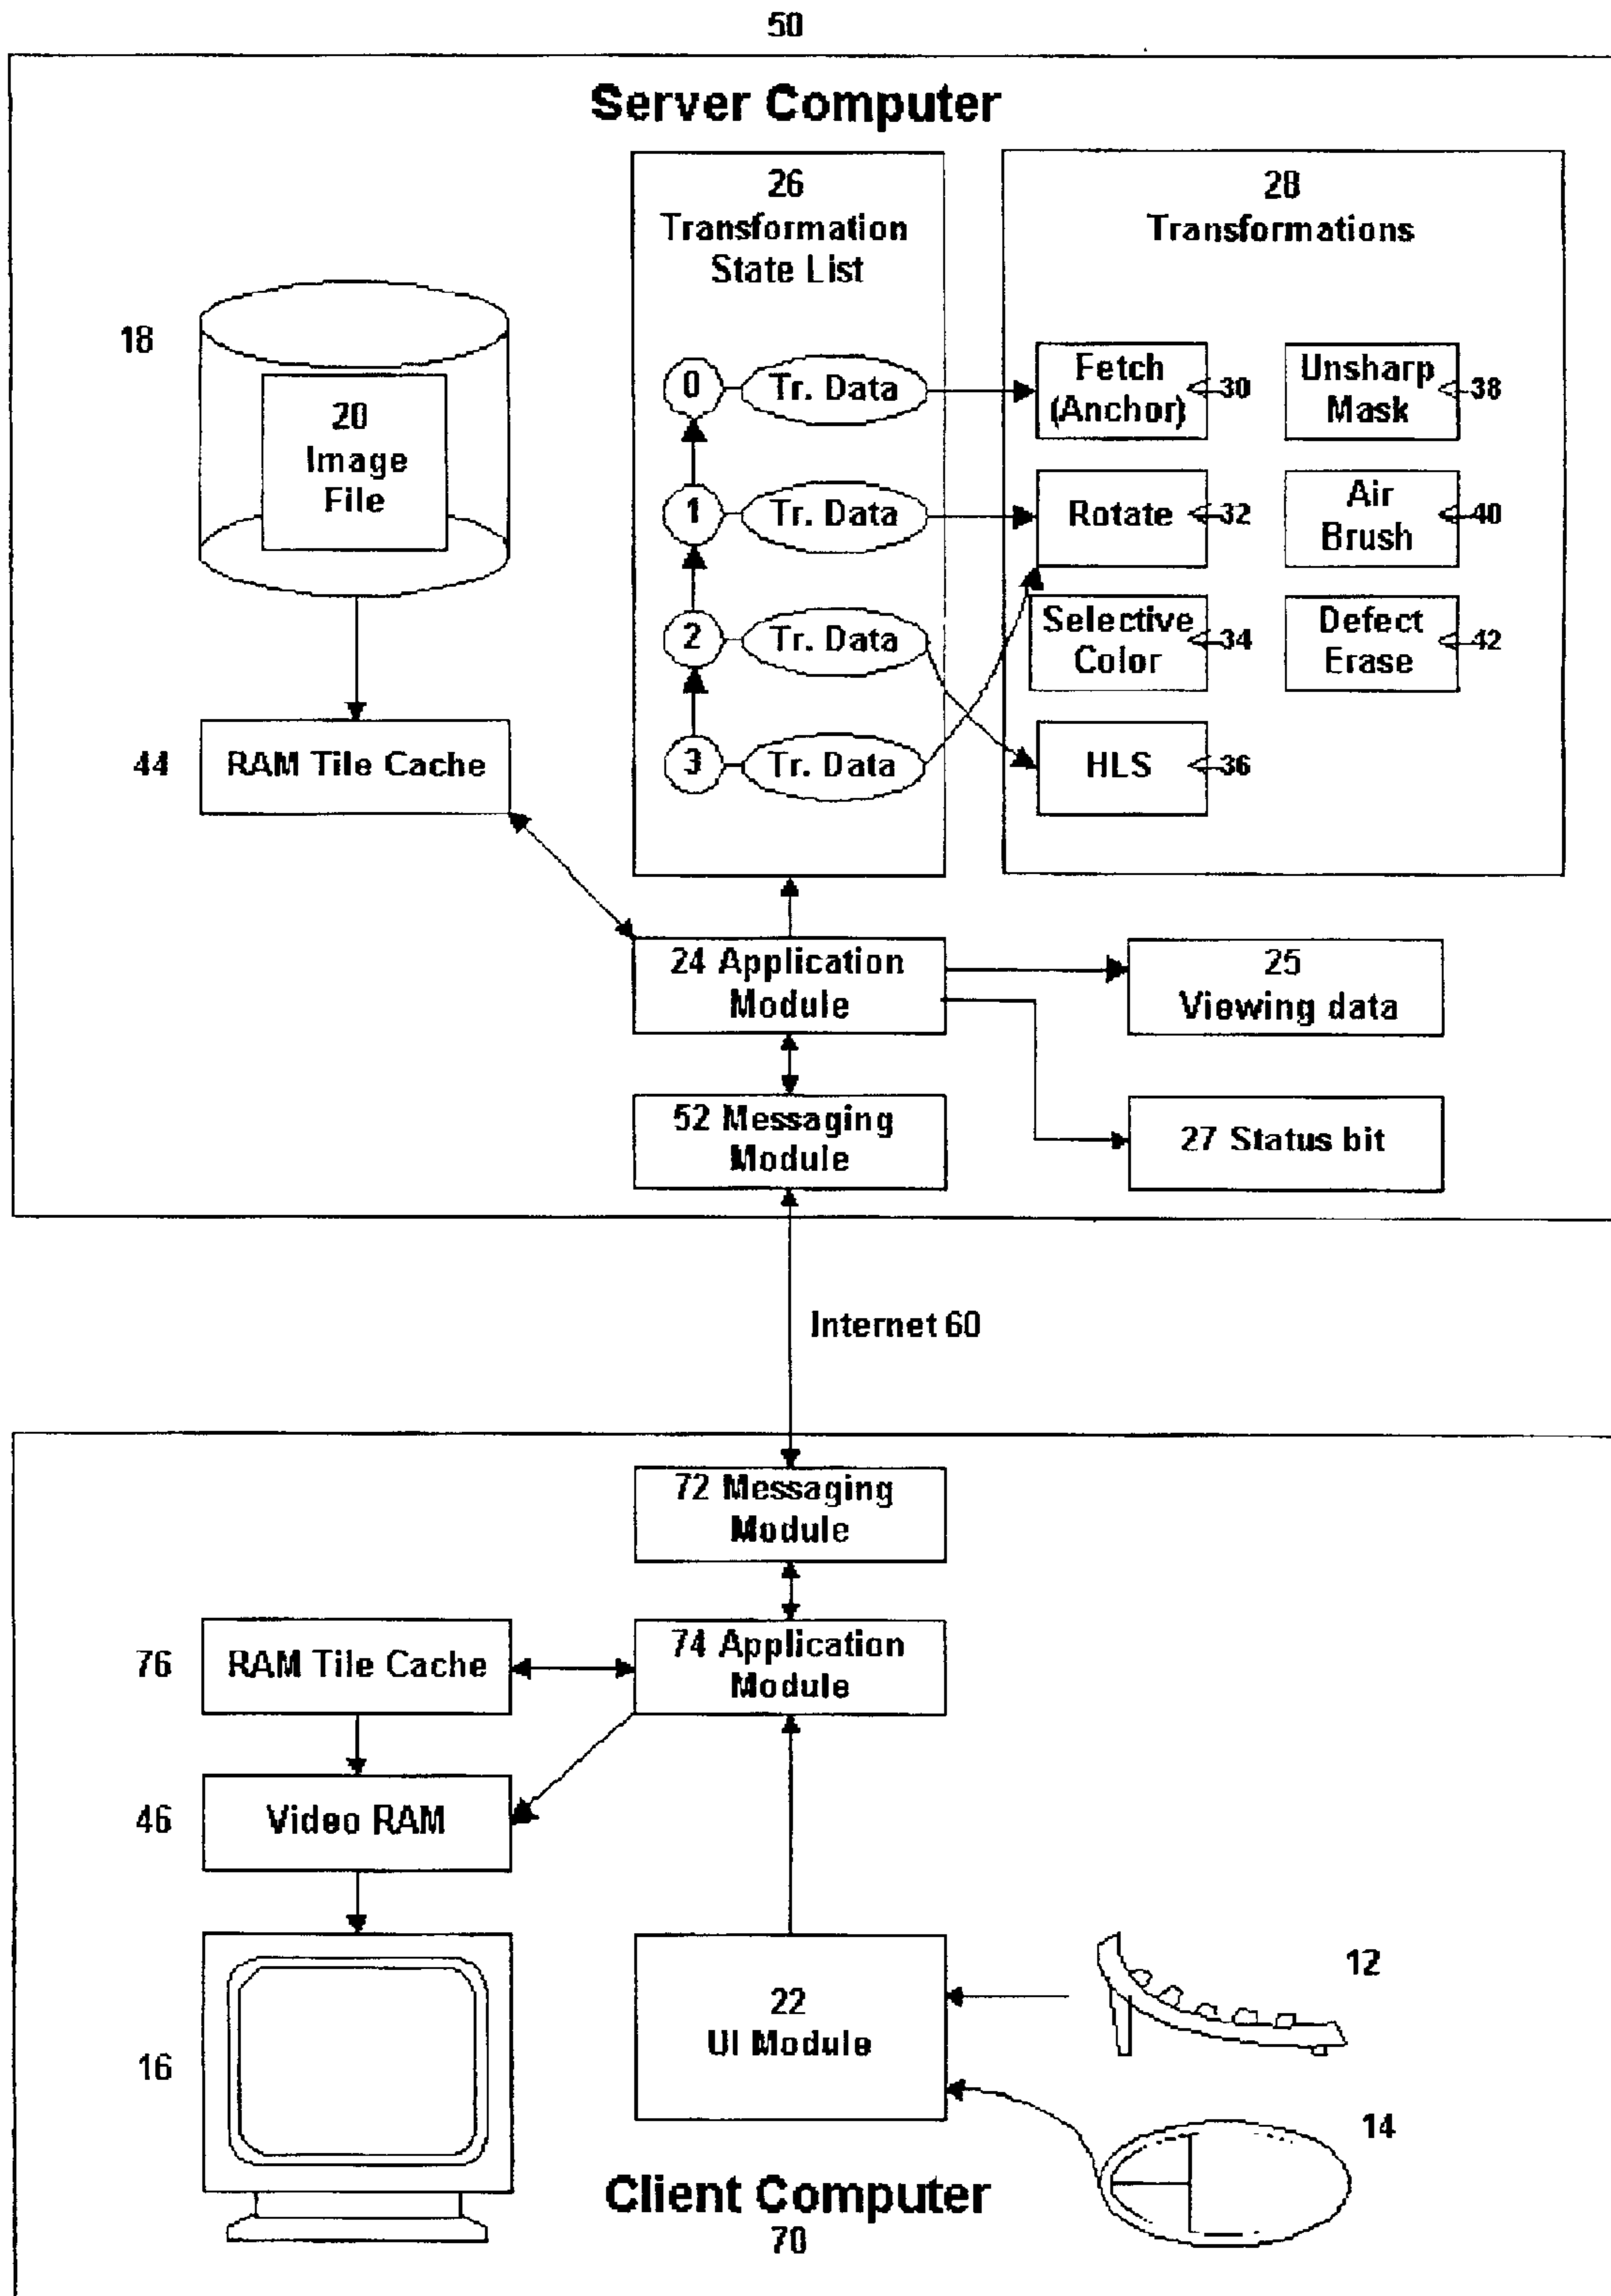 50
Server Computer
26
Transformation
State List
28
Transformations
18
20
Image
File
0
Tr. Data
Fetch
(Anchor)
30
Unsharp
Mask
38
1
Tr. Data
Rotate
32
Air
Brush
40
2
Tr. Data
Selective
Color
34
Defect
Erase
42
3
Tr. Data
HLS
36
44
RAM Tile Cache
24 Application
Module
25
Viewing data
52 Messaging
Module
27 Status bit
Internet 60
72 Messaging
Module
76
RAM Tile Cache
74 Application
Module
46
Video RAM
16
22
UI Module
12
14
Client Computer
70